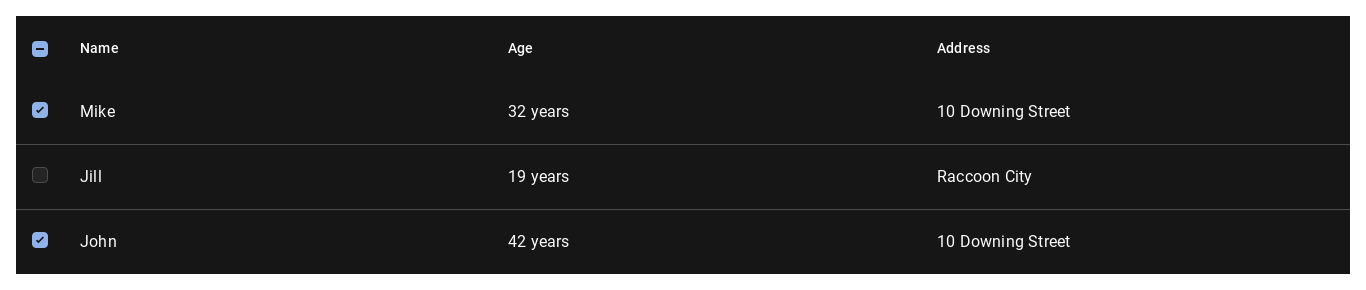 Name Age Address
Mike 32 years 10 Downing Street
Jill 19 years Raccoon City
John 42 years 10 Downing Street